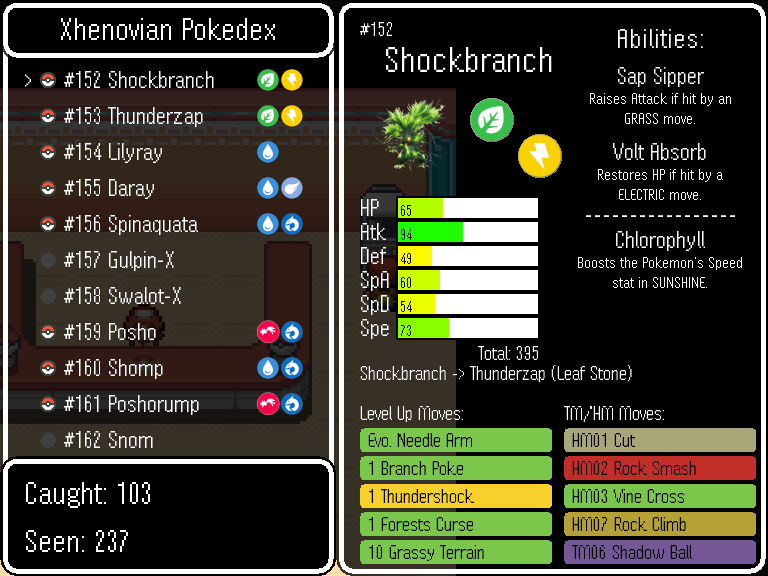 Xhenovian Pokedex
> #152 Shockbranch
#153 Thunderzap
#154 Lilyray
#155 Daray
#156 Spinaquata
#157 Gulpin-X
#158 Swalot-X
#159 Posho
#160 Shomp
#161 Poshorump
#162 Snom
Caught: 103
Seen: 237
#152
Shockbranch
HP 65
Atk 94
Def 49
SpA 60
SpD 54
Spe 73
Total: 395
Abilities:
Sap Sipper
Raises Attack if hit by an
GRASS move.
Volt Absorb
Restores HP if hit by a
ELECTRIC move.
Chlorophyll
Boosts the Pokemon's Speed
stat in SUNSHINE.
Shockbranch -> Thunderzap (Leaf Stone)
Level Up Moves:
Evo. Needle Arm
1 Branch Poke
1 Thundershock
1 Forests Curse
10 Grassy Terrain
TM/HM Moves:
HM01 Cut
HM02 Rock Smash
HM03 Vine Cross
HM07 Rock Climb
TM06 Shadow Ball